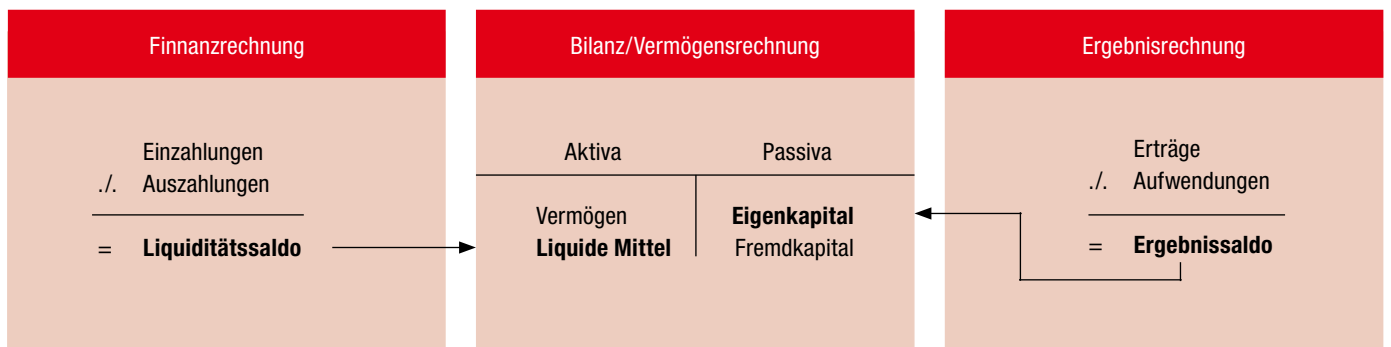 Finnanzrechnung
Einzahlungen
./. Auszahlungen
= Liquiditätssaldo
Bilanz/Vermögensrechnung
Aktiva Passiva
Vermögen Eigenkapital
Liquide Mittel Fremdkapital
Ergebnisrechnung
Erträge
./. Aufwendungen
= Ergebnissaldo